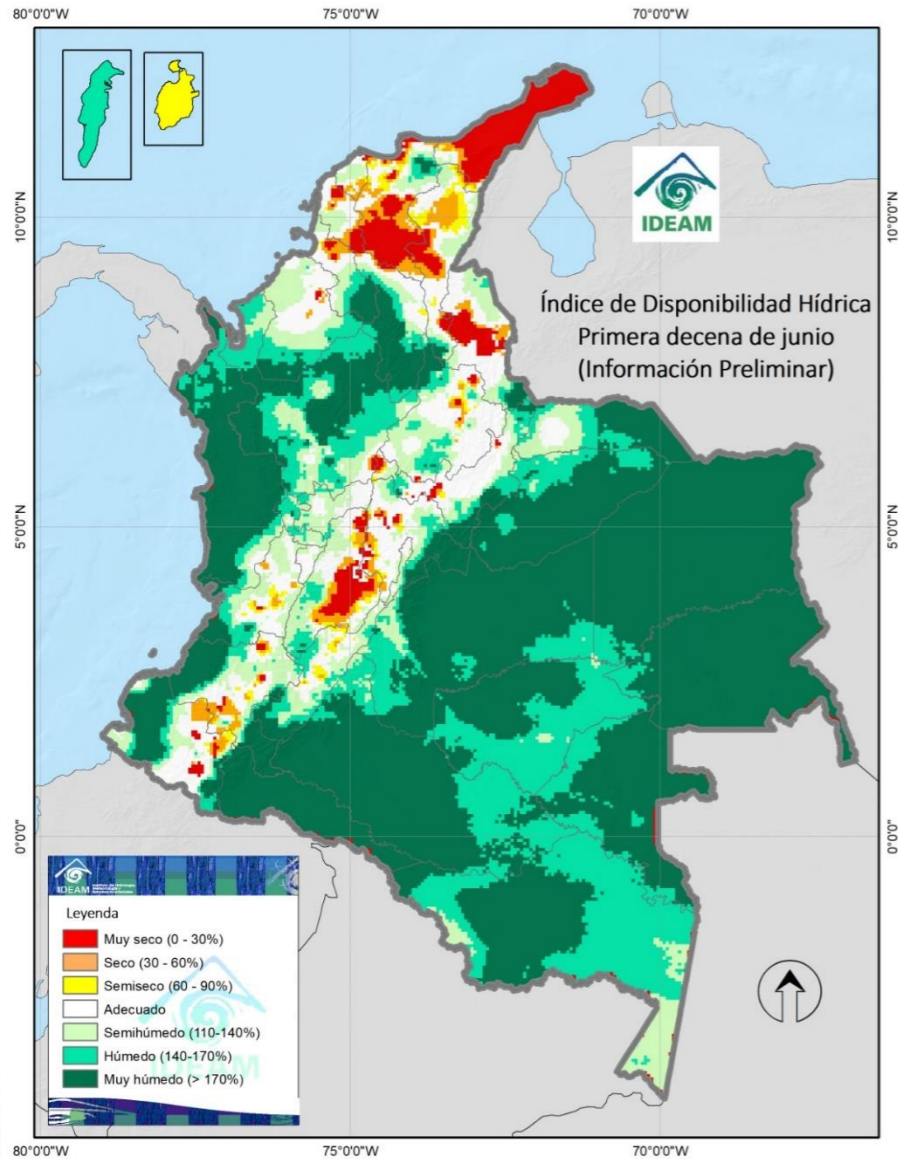 80°0'0"W
75°0'0"W
70°0'0"W
10°0'0"N
10°0'0"N
IDEAM
Índice de Disponibilidad Hídrica
Primera decena de junio
(Información Preliminar)
5°0'0"N
5°0'0"N
0°0'0"
0°0'0"
IDEAM
Leyenda
Muy seco (0 - 30%)
Seco (30 - 60%)
Semiseco (60 - 90%)
Adecuado
Semihúmedo (110-140%)
Húmedo (140-170%)
Muy húmedo (> 170%)
IDEAM
80°0'0"W
75°0'0"W
70°0'0"W